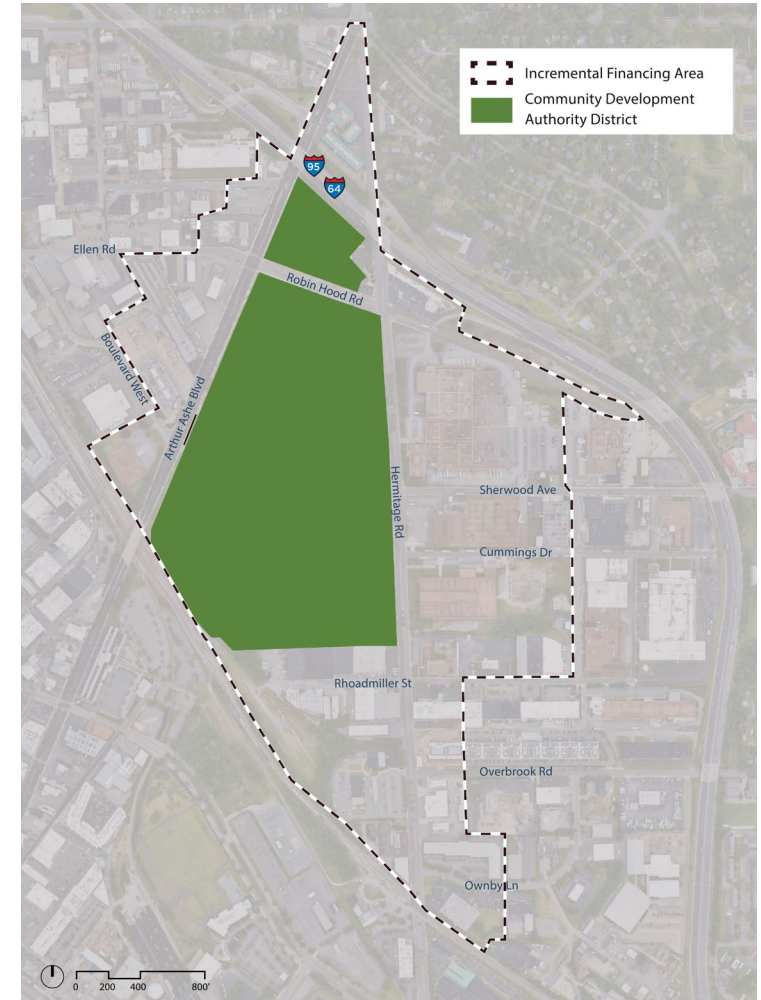 Incremental Financing Area
Community Development
Authority District
95
64
Ellen Rd
Robin Hood Rd
Boulevard West
Arthur Ashe Blvd
Hermitage Rd
Sherwood Ave
Cummings Dr
Rhoadmiller St
Overbrook Rd
Ownby Ln
0 200 400 800'